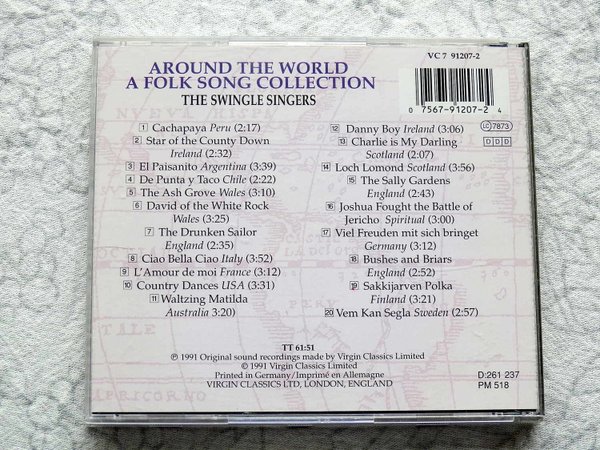 VC 7 91207-2
AROUND THE WORLD
A FOLK SONG COLLECTION
THE SWINGLE SINGERS
0 7567-91207-2 4
LC 7873
D D D
1 Cachapaya Peru (2:17)
2 Star of the County Down
Ireland (2:32)
3 El Paisanito Argentina (3:39)
4 De Punta y Taco Chile (2:22)
5 The Ash Grove Wales (3:10)
6 David of the White Rock
Wales (3:25)
7 The Drunken Sailor
England (2:35)
8 Ciao Bella Ciao Italy (3:52)
9 L'Amour de moi France (3:12)
10 Country Dances USA (3:31)
11 Waltzing Matilda
Australia 3:20)
12 Danny Boy Ireland (3:06)
13 Charlie is My Darling
Scotland (2:07)
14 Loch Lomond Scotland (3:56)
15 The Sally Gardens
England (2:43)
16 Joshua Fought the Battle of
Jericho Spiritual (3:00)
17 Viel Freuden mit sich bringet
Germany (3:12)
18 Bushes and Briars
England (2:52)
19 Sakkijarven Polka
Finland (3:21)
20 Vem Kan Segla Sweden (2:57)
TT 61:51
℗ 1991 Original sound recordings made by Virgin Classics Limited
© 1991 Virgin Classics Limited
Printed in Germany/Imprimé en Allemagne
VIRGIN CLASSICS LTD, LONDON, ENGLAND
D:261 237
PM 518